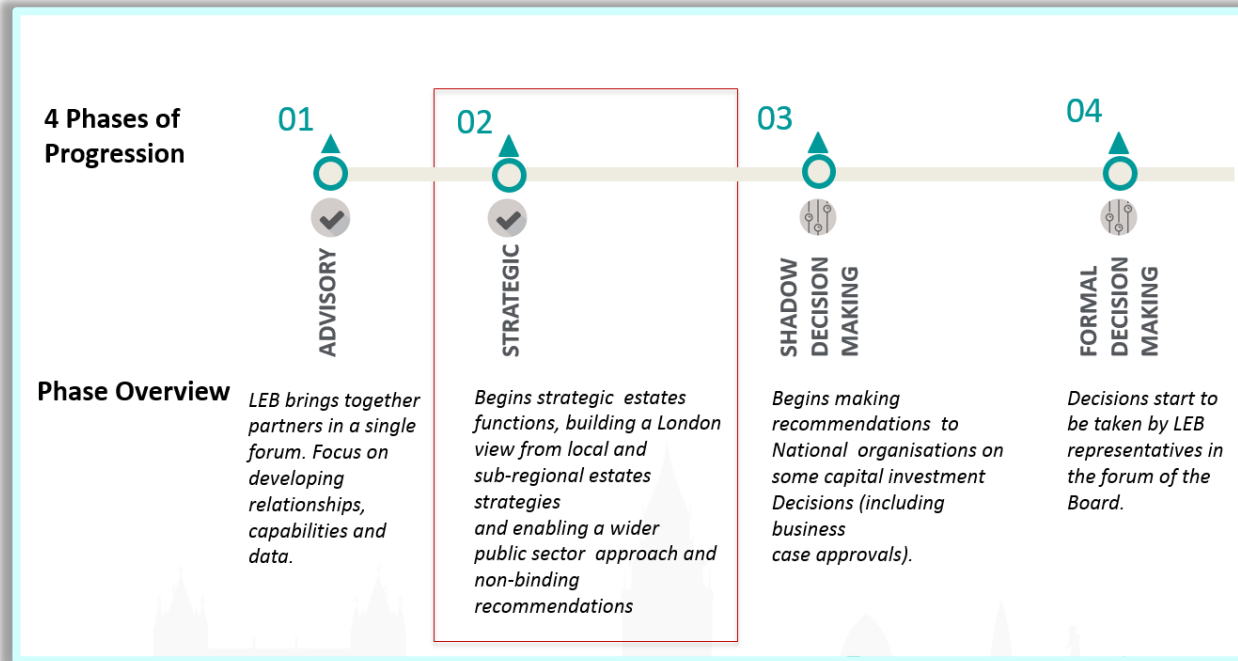 4 Phases of
Progression
01
02
03
04
ADVISORY
STRATEGIC
SHADOW
DECISION
MAKING
FORMAL
DECISION
MAKING
Phase Overview
LEB brings together
partners in a single
forum. Focus on
developing
relationships,
capabilities and
data.
Begins strategic estates
functions, building a London
view from local and
sub-regional estates
strategies
and enabling a wider
public sector approach and
non-binding
recommendations
Begins making
recommendations to
National organisations on
some capital investment
Decisions (including
business
case approvals).
Decisions start to
be taken by LEB
representatives in
the forum of the
Board.